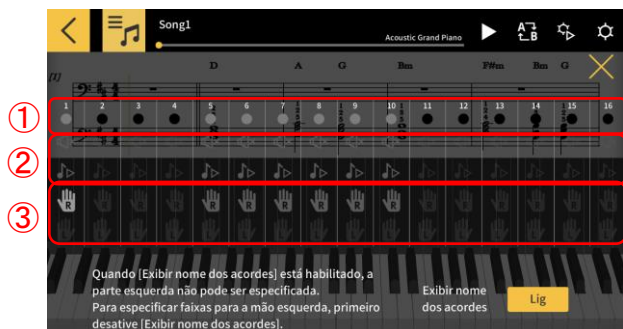 Song1
Acoustic Grand Piano
A B
D A G Bm F#m Bm G
[1]
① 1 2 3 4 5 6 7 8 9 10 11 12 13 14 15 16
②
③ R R R R R R R
Quando [Exibir nome dos acordes] está habilitado, a
parte esquerda não pode ser especificada.
Para especificar faixas para a mão esquerda, primeiro
desative [Exibir nome dos acordes].
Exibir nome
dos acordes
Lig